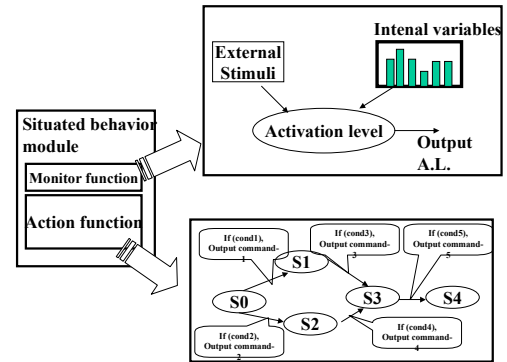 Intenal variables
External
Stimuli
Activation level
Output
A.L.
Situated behavior
module
Monitor function
Action function
If (cond1),
Output command-
1
If (cond3),
Output command-
3
If (cond5),
Output command-
5
S1
S0
S3
S4
S2
If (cond2),
Output command-
2
If (cond4),
Output command-
4